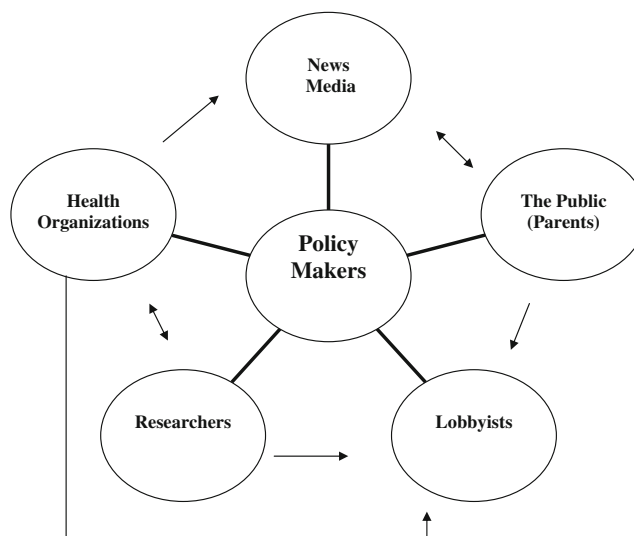 News
Media
Health
Organizations
The Public
(Parents)
Policy
Makers
Researchers
Lobbyists